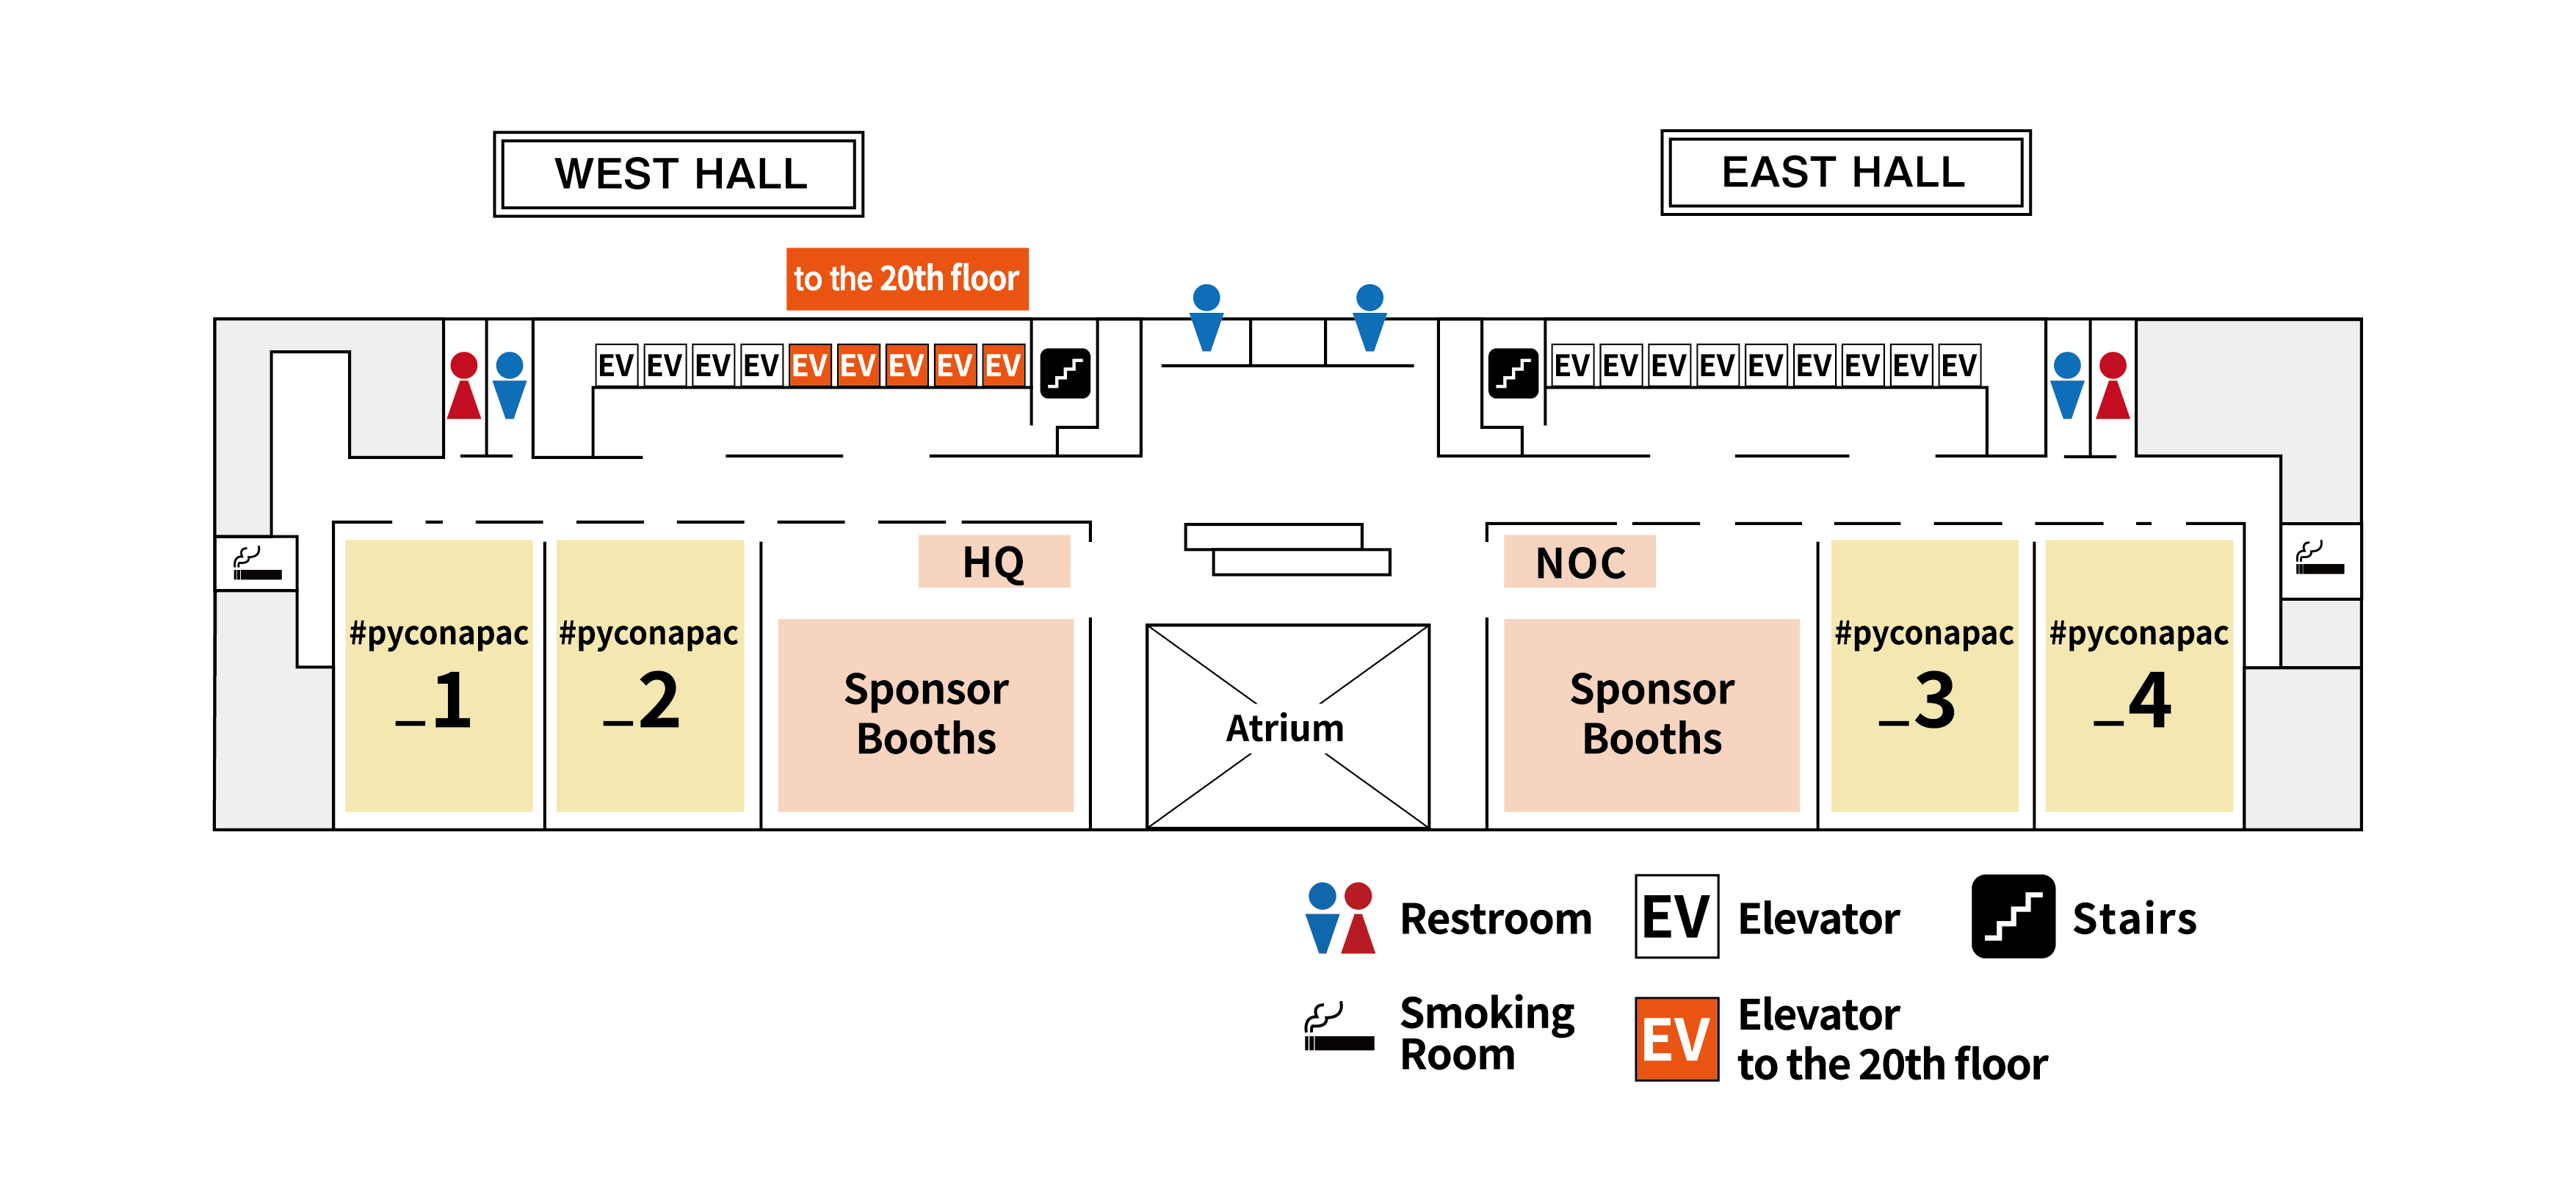 WEST HALL
EAST HALL
to the 20th floor
EV EV EV EV EV EV EV EV EV
EV EV EV EV EV EV EV EV EV
HQ
NOC
#pyconapac
_1
#pyconapac
_2
Sponsor
Booths
Atrium
Sponsor
Booths
#pyconapac
_3
#pyconapac
_4
Restroom
EV Elevator
Stairs
Smoking
Room
EV
Elevator
to the 20th floor